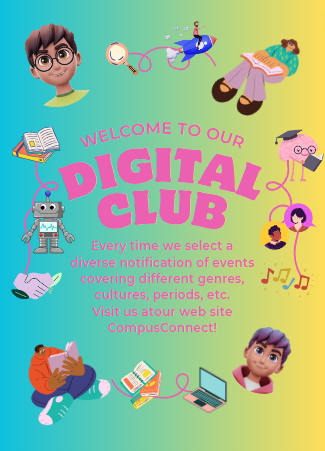 WELCOME TO OUR
DIGITAL
CLUB
Every time we select a
diverse notification of events
covering different genres,
cultures, periods, etc.
Visit us atour web site
CompusConnect!